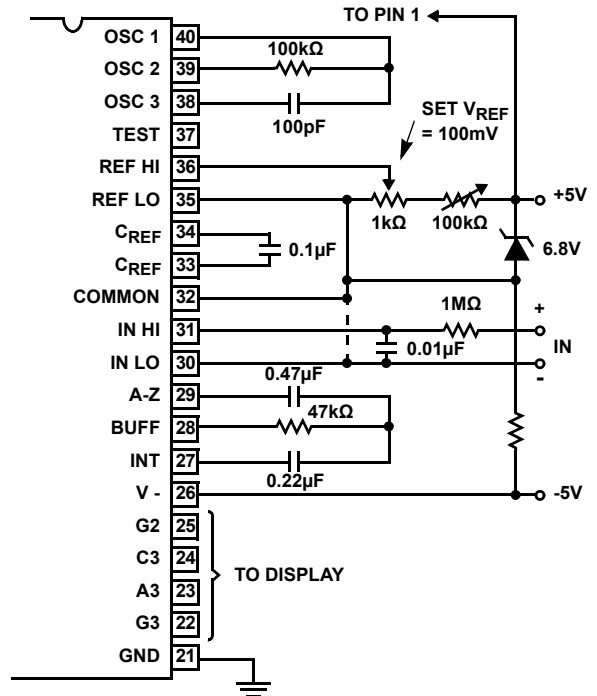 TO PIN 1
OSC 1 40
100kΩ
OSC 2 39
OSC 3 38
100pF
SET VREF
= 100mV
TEST 37
REF HI 36
REF LO 35
1kΩ 100kΩ
+5V
CREF 34
0.1µF
6.8V
CREF 33
COMMON 32
1MΩ
+
IN HI 31
0.01µF
IN
IN LO 30
-
0.47µF
A-Z 29
47kΩ
BUFF 28
INT 27
0.22µF
V - 26
-5V
G2 25
C3 24
TO DISPLAY
A3 23
G3 22
GND 21